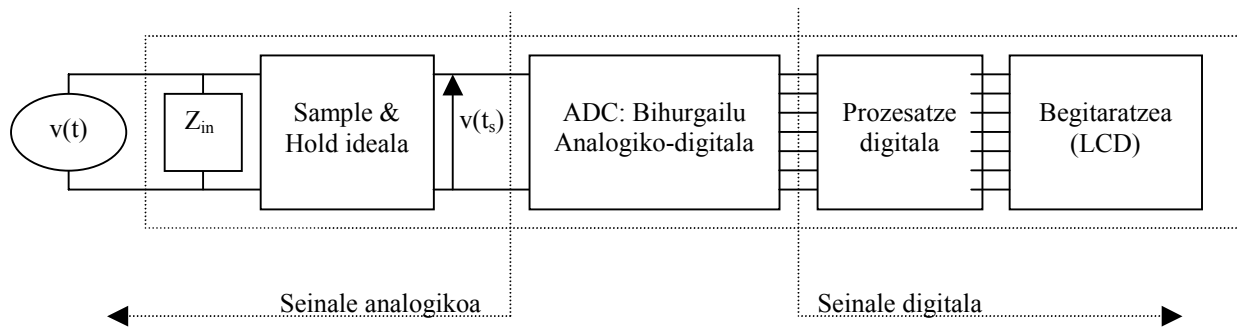 v(t)
Z_in
Sample &
Hold ideala
v(t_s)
ADC: Bihurgailu
Analogiko-digitala
Prozesatze
digitala
Begitaratzea
(LCD)
Seinale analogikoa
Seinale digitala